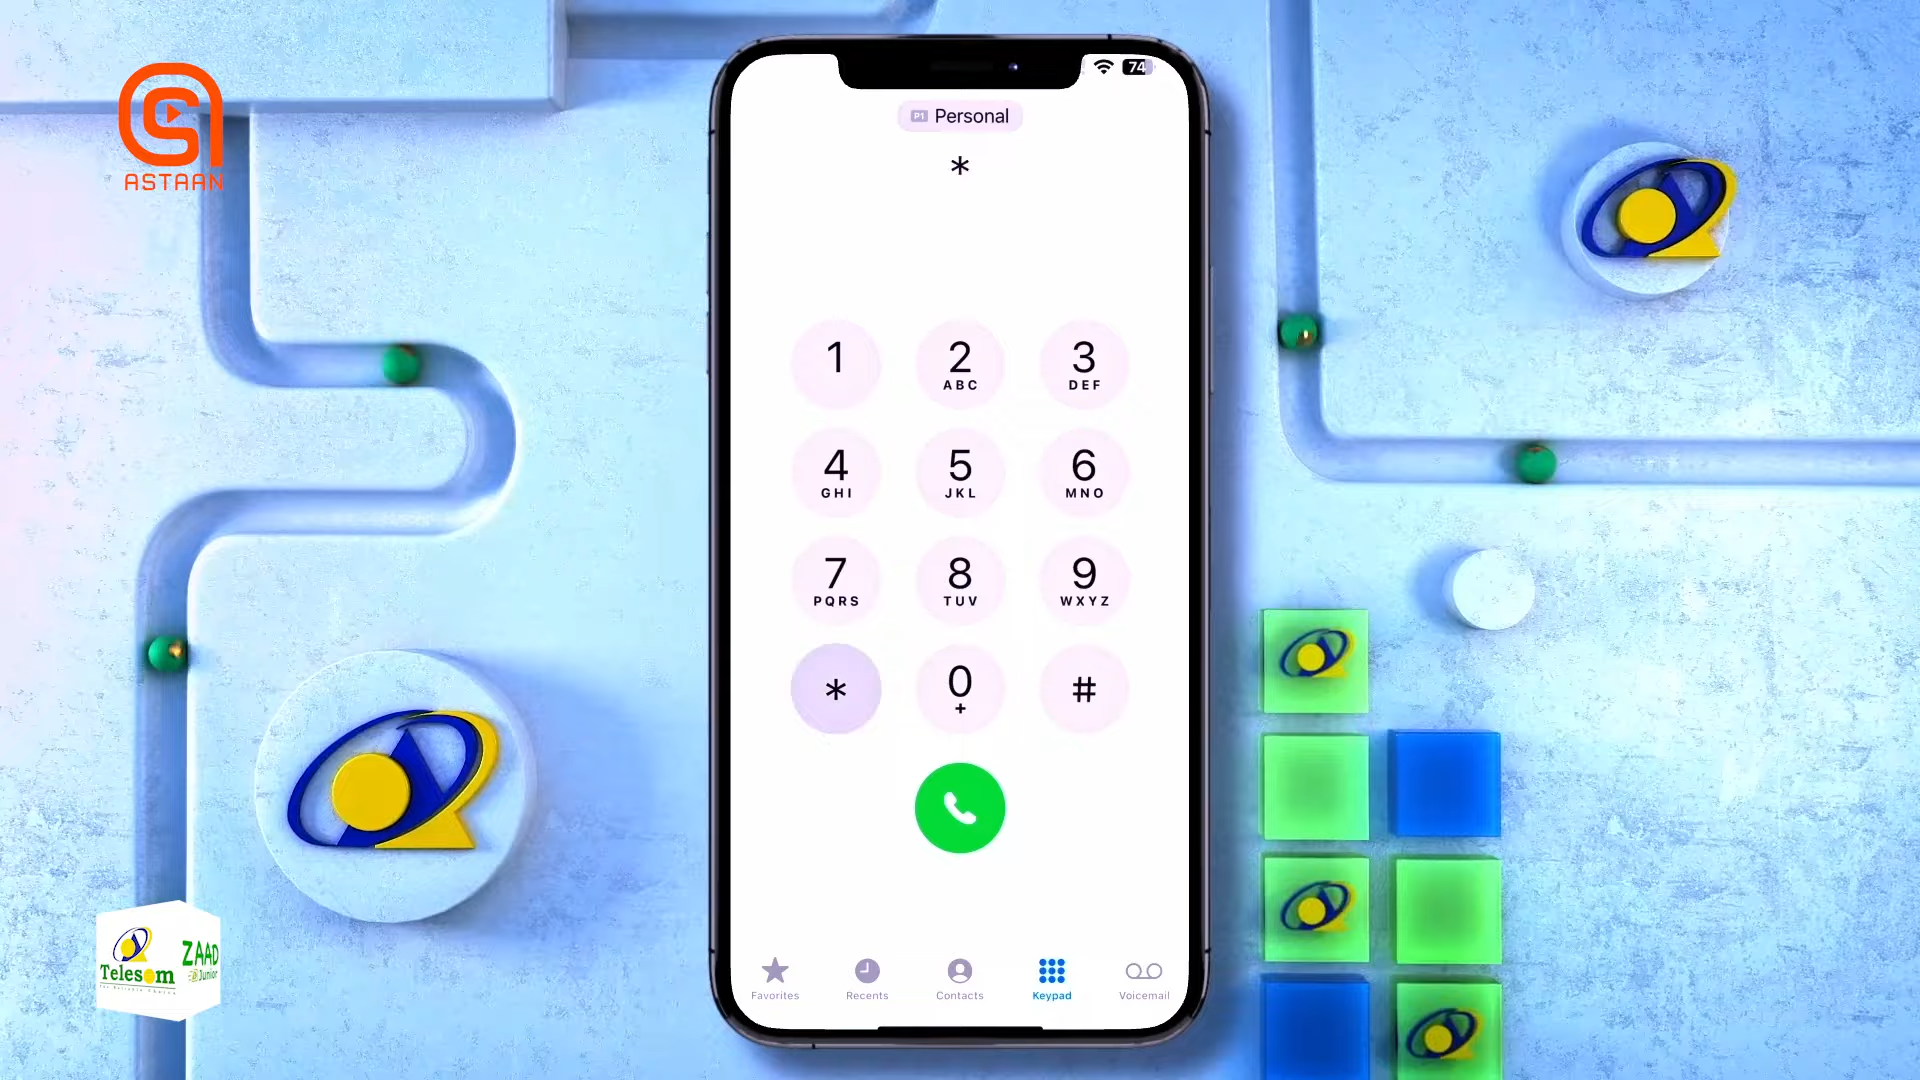 ASTAAN
74
P1 Personal
*
1
2
ABC
3
DEF
4
GHI
5
JKL
6
MNO
7
PQRS
8
TUV
9
WXYZ
*
0
+
#
Favorites
Recents
Contacts
Keypad
Voicemail
Telesom
ZAAD
Junior